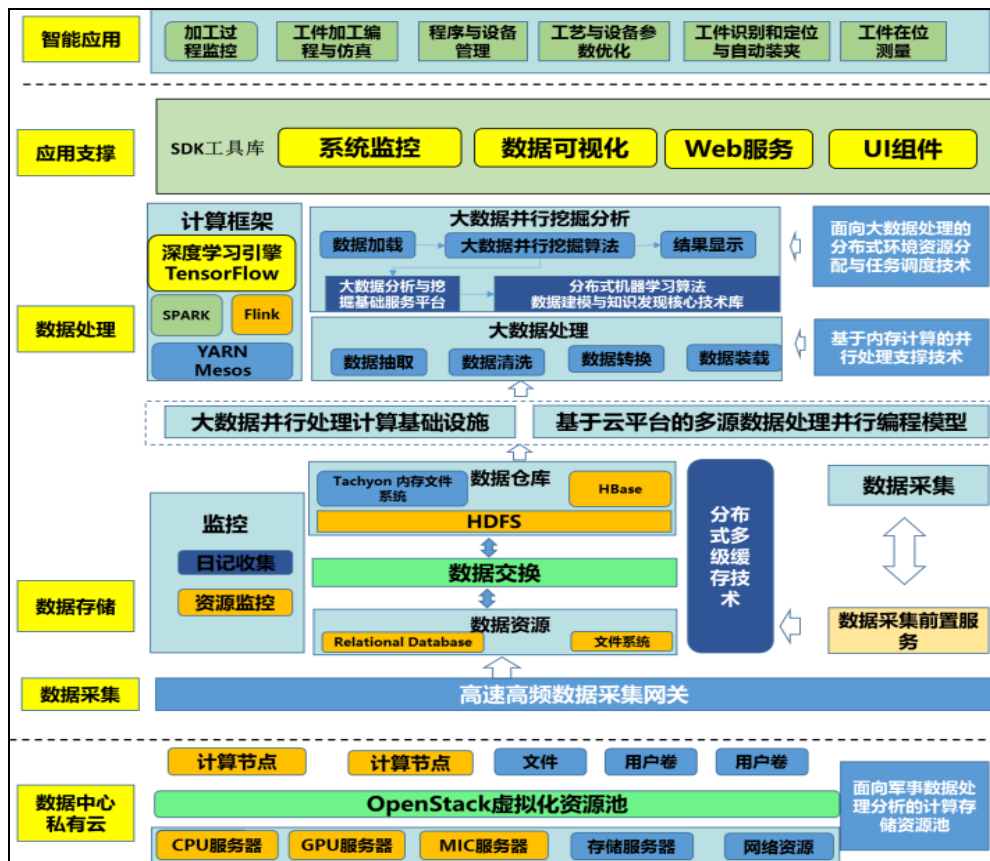 智能应用
加工过
程监控
工件加工编
程与仿真
程序与设备
管理
工艺与设备参
数优化
工件识别和定位
与自动装夹
工件在位
测量
应用支撑
SDK工具库
系统监控
数据可视化
Web服务
UI组件
数据处理
计算框架
深度学习引擎
TensorFlow
SPARK
Flink
YARN
Mesos
大数据并行挖掘分析
数据加载
大数据并行挖掘算法
结果显示
大数据分析与挖
掘基础服务平台
分布式机器学习算法
数据建模与知识发现核心技术库
面向大数据处理的
分布式环境资源分
配与任务调度技术
大数据处理
数据抽取
数据清洗
数据转换
数据装载
基于内存计算的并
行处理支撑技术
大数据并行处理计算基础设施
基于云平台的多源数据处理并行编程模型
数据存储
监控
日记收集
资源监控
数据仓库
Tachyon 内存文件
系统
HBase
HDFS
数据交换
数据资源
Relational Database
文件系统
分布
式多
级缓
存技
术
数据采集
数据采集前置服
务
数据采集
高速高频数据采集网关
数据中心
私有云
计算节点
计算节点
文件
用户卷
用户卷
OpenStack虚拟化资源池
CPU服务器
GPU服务器
MIC服务器
存储服务器
网络资源
面向军事数据处
理分析的计算存
储资源池